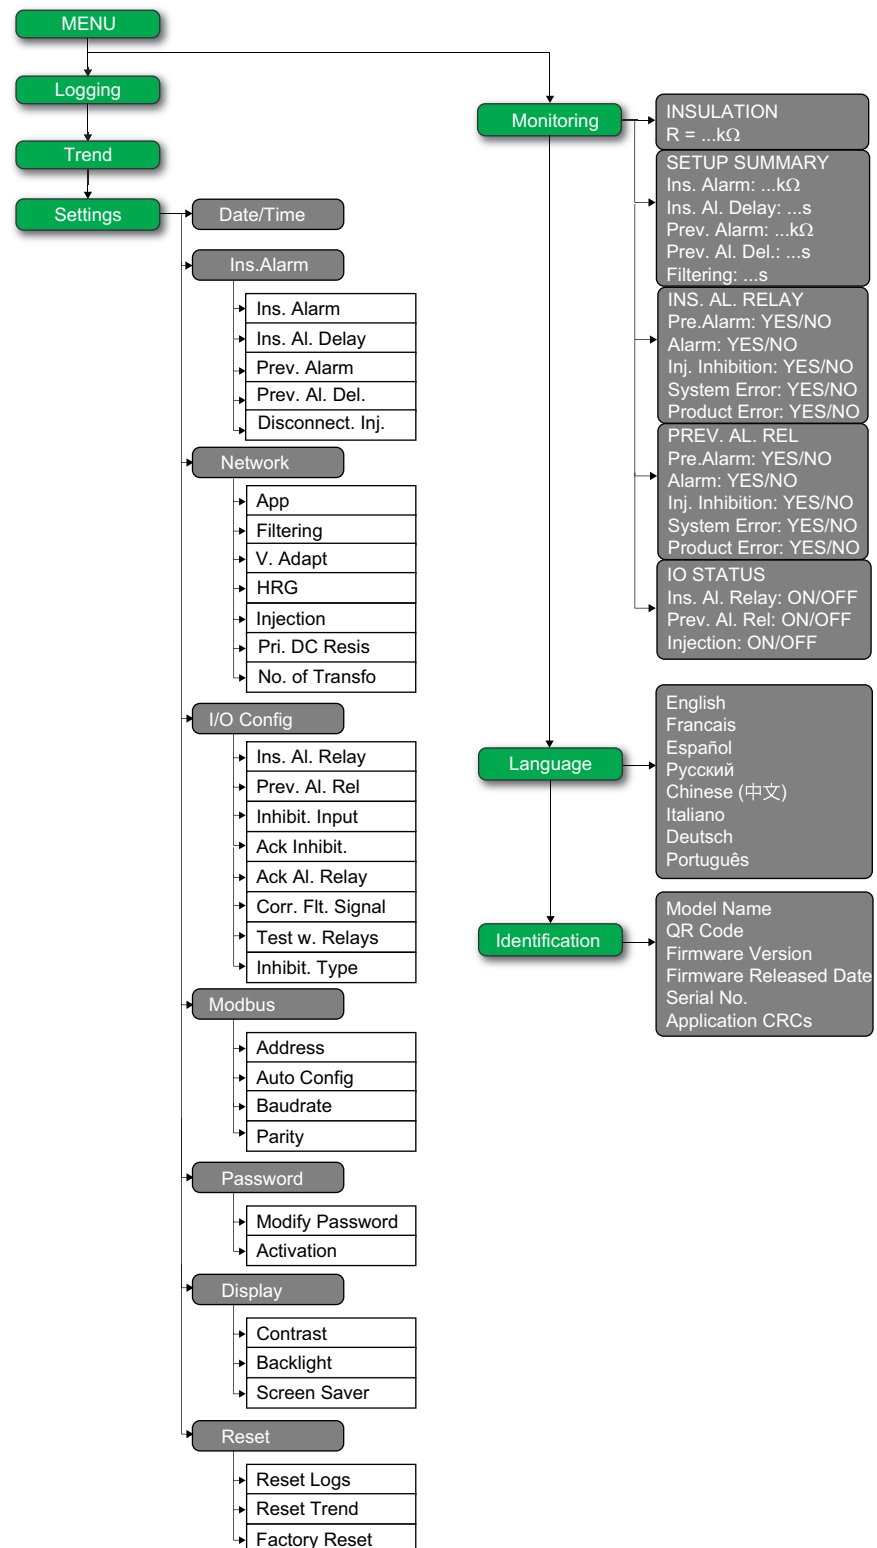 MENU
Logging
Trend
Settings
Date/Time
Ins.Alarm
Ins. Alarm
Ins. Al. Delay
Prev. Alarm
Prev. Al. Del.
Disconnect. Inj.
Network
App
Filtering
V. Adapt
HRG
Injection
Pri. DC Resis
No. of Transfo
I/O Config
Ins. Al. Relay
Prev. Al. Rel
Inhibit. Input
Ack Inhibit.
Ack Al. Relay
Corr. Flt. Signal
Test w. Relays
Inhibit. Type
Modbus
Address
Auto Config
Baudrate
Parity
Password
Modify Password
Activation
Display
Contrast
Backlight
Screen Saver
Reset
Reset Logs
Reset Trend
Factory Reset
Monitoring
INSULATION
R = ...kΩ
SETUP SUMMARY
Ins. Alarm: ...kΩ
Ins. Al. Delay: ...s
Prev. Alarm: ...kΩ
Prev. Al. Del.: ...s
Filtering: ...s
INS. AL. RELAY
Pre.Alarm: YES/NO
Alarm: YES/NO
Inj. Inhibition: YES/NO
System Error: YES/NO
Product Error: YES/NO
PREV. AL. REL
Pre.Alarm: YES/NO
Alarm: YES/NO
Inj. Inhibition: YES/NO
System Error: YES/NO
Product Error: YES/NO
IO STATUS
Ins. Al. Relay: ON/OFF
Prev. Al. Rel: ON/OFF
Injection: ON/OFF
Language
English
Francais
Español
Русский
Chinese (中文)
Italiano
Deutsch
Português
Identification
Model Name
QR Code
Firmware Version
Firmware Released Date
Serial No.
Application CRCs